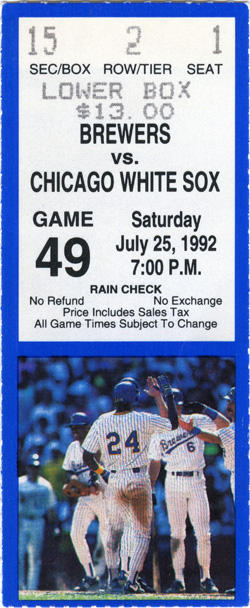 15 2 1
SEC/BOX ROW/TIER SEAT
LOWER BOX
$13.00
BREWERS
vs.
CHICAGO WHITE SOX
GAME
49
Saturday
July 25, 1992
7:00 P.M.
RAIN CHECK
No Refund No Exchange
Price Includes Sales Tax
All Game Times Subject To Change
24
Brewers
6